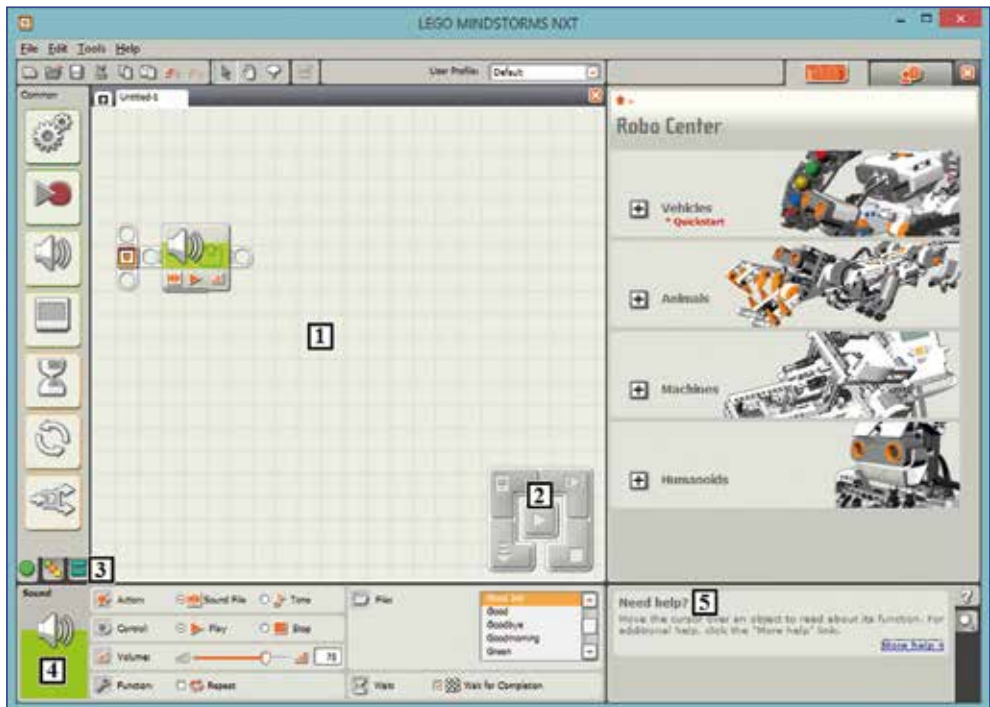 LEGO MINDSTORMS NXT
File Edit Tools Help
User Profile: Default
Common
Untitled-1
1
2
3
Robo Center
Vehicles
* Quickstart
Animals
Machines
Humanoids
Sound
4
Action: Sound File Tone
Control: Play Stop
Volume: 75
Function: Repeat
File:
Good
Goodbye
Goodmorning
Green
Wait: Wait for Completion
Need help? 5
Move the cursor over an object to read about its function. For
additional help, click the "More help" link.
More help »